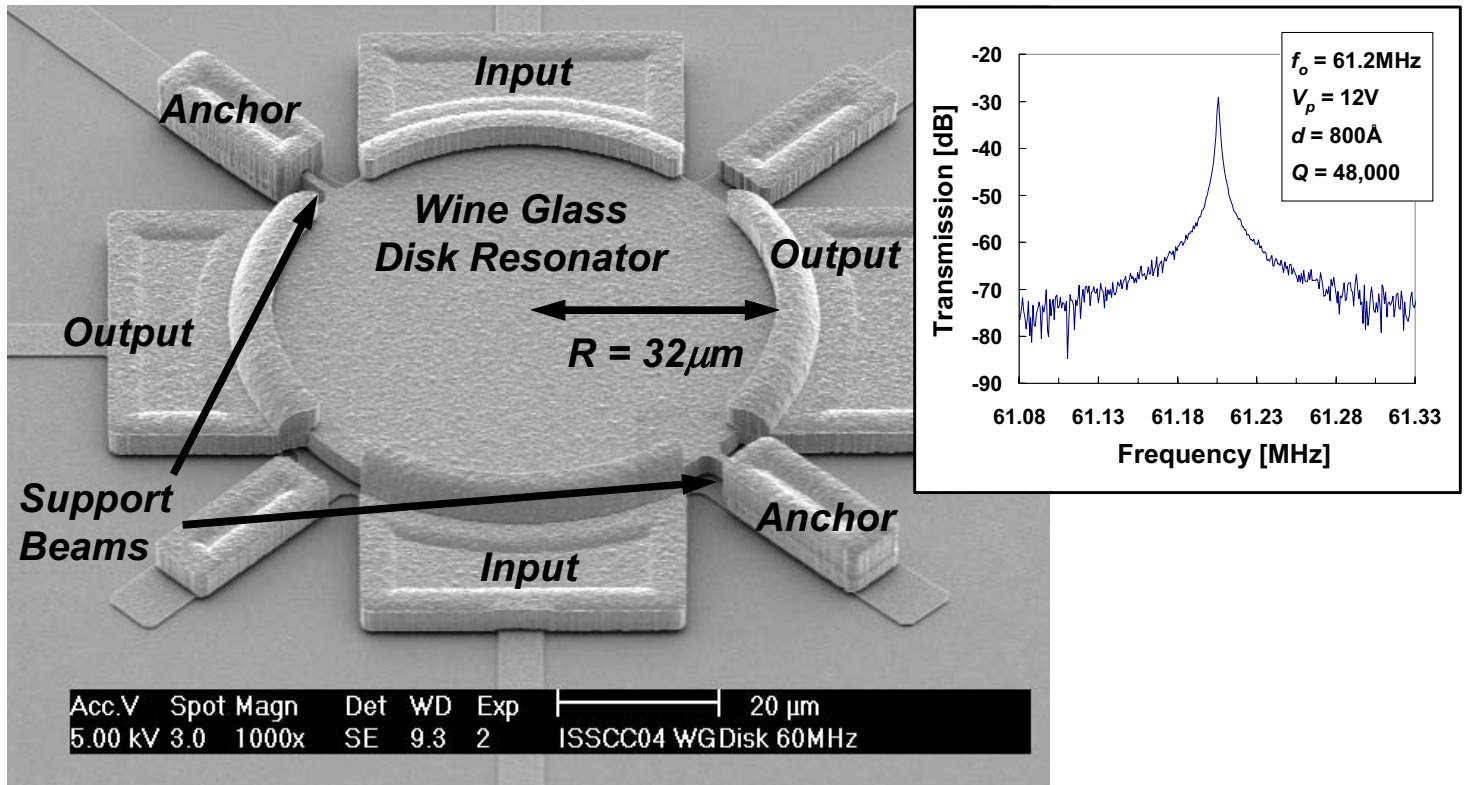 Input
Anchor
Wine Glass
Disk Resonator
Output
Output
R = 32μm
Support
Beams
Anchor
Input
Acc.V Spot Magn Det WD Exp 20 µm
5.00 kV 3.0 1000x SE 9.3 2 ISSCC04 WGDisk 60MHz
-20
-30
-40
-50
-60
-70
-80
-90
Transmission [dB]
fo = 61.2MHz
Vp = 12V
d = 800Å
Q = 48,000
61.08 61.13 61.18 61.23 61.28 61.33
Frequency [MHz]